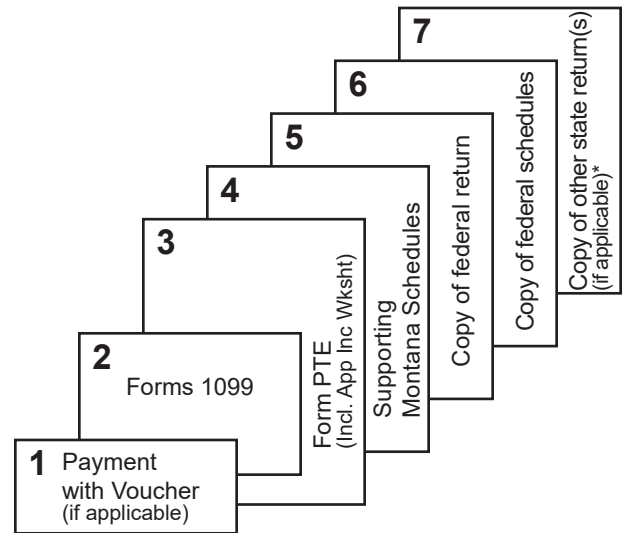 1 Payment
with Voucher
(if applicable)
2
Forms 1099
3
Form PTE
(Incl. App Inc Wksht)
4
Supporting
Montana Schedules
5
Copy of federal return
6
Copy of federal schedules
7
Copy of other state return(s)
(if applicable)*